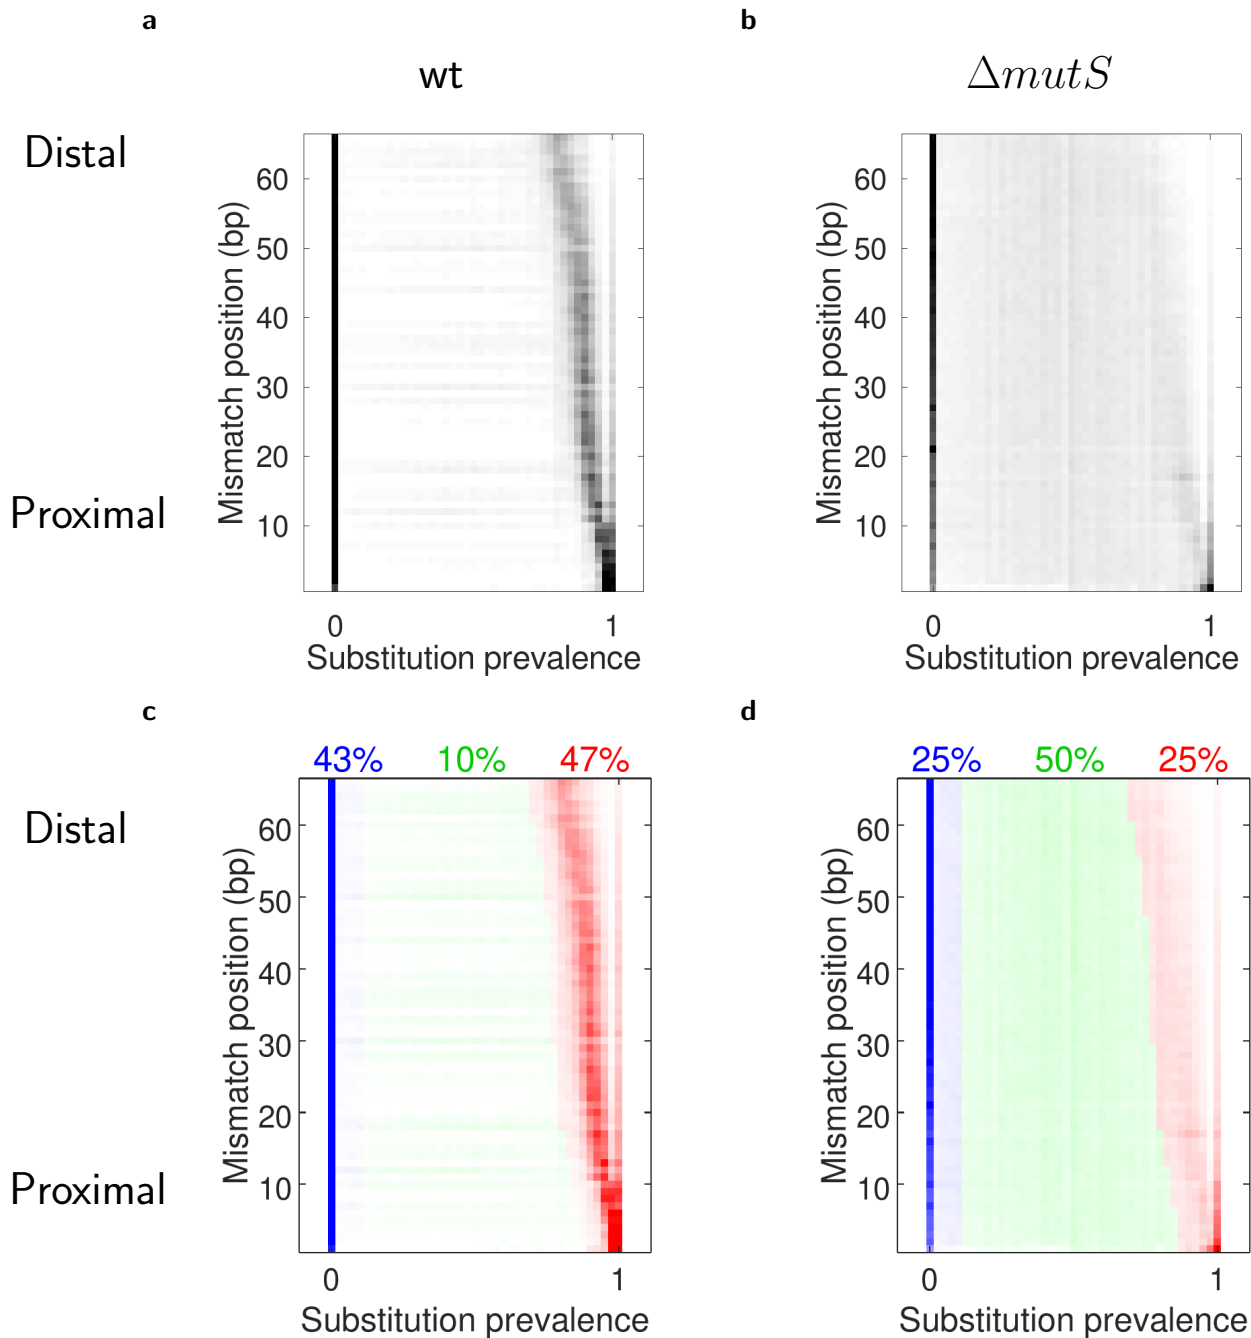 a
b
wt
ΔmutS
Distal
Proximal
Mismatch position (bp)
60
50
40
30
20
10
0
1
Substitution prevalence
Mismatch position (bp)
60
50
40
30
20
10
0
1
Substitution prevalence
c
d
43% 10% 47%
25% 50% 25%
Distal
Proximal
Mismatch position (bp)
60
50
40
30
20
10
0
1
Substitution prevalence
Mismatch position (bp)
60
50
40
30
20
10
0
1
Substitution prevalence